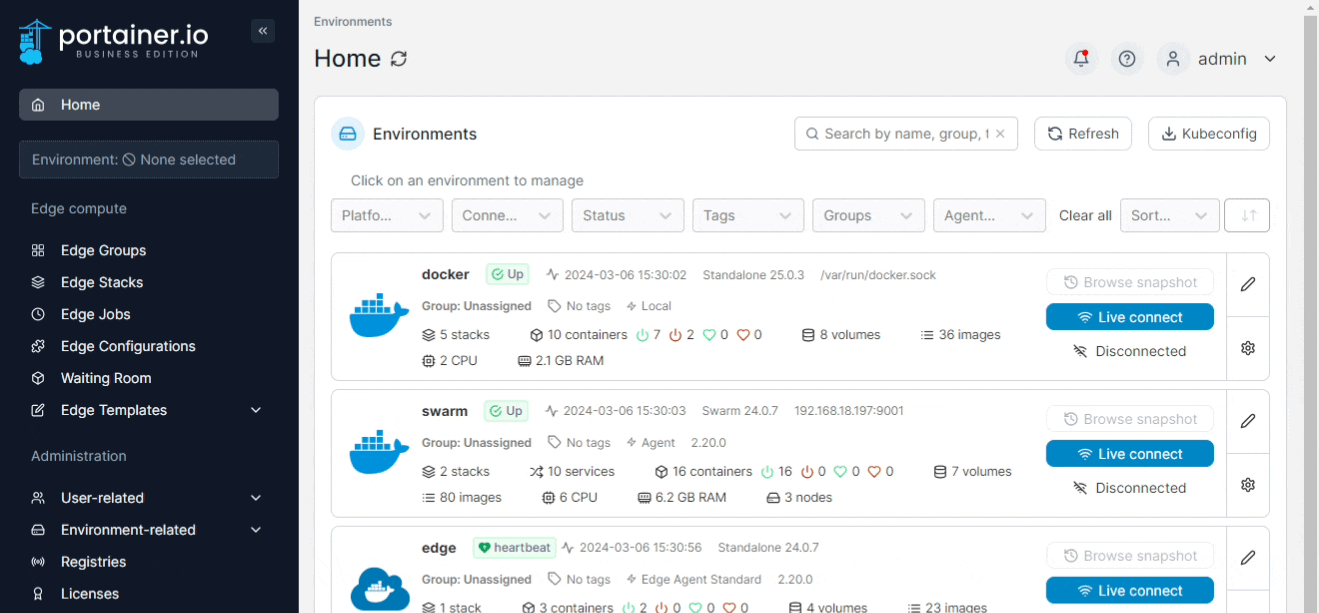 portainer.io
BUSINESS EDITION
Home
Environment: None selected
Edge compute
Edge Groups
Edge Stacks
Edge Jobs
Edge Configurations
Waiting Room
Edge Templates
Administration
User-related
Environment-related
Registries
Licenses
Environments
Home
admin
Environments
Search by name, group, t
Refresh
Kubeconfig
Click on an environment to manage
Platfo... Conne... Status Tags Groups Agent... Clear all Sort...
docker Up 2024-03-06 15:30:02 Standalone 25.0.3 /var/run/docker.sock
Group: Unassigned No tags Local
5 stacks 10 containers 7 2 0 0 8 volumes 36 images
2 CPU 2.1 GB RAM
Browse snapshot
Live connect
Disconnected
swarm Up 2024-03-06 15:30:03 Swarm 24.0.7 192.168.18.197:9001
Group: Unassigned No tags Agent 2.20.0
2 stacks 10 services 16 containers 16 0 0 0 7 volumes
80 images 6 CPU 6.2 GB RAM 3 nodes
Browse snapshot
Live connect
Disconnected
edge heartbeat 2024-03-06 15:30:56 Standalone 24.0.7
Group: Unassigned No tags Edge Agent Standard 2.20.0
1 stack 3 containers 2 0 0 0 4 volumes 23 images
Browse snapshot
Live connect